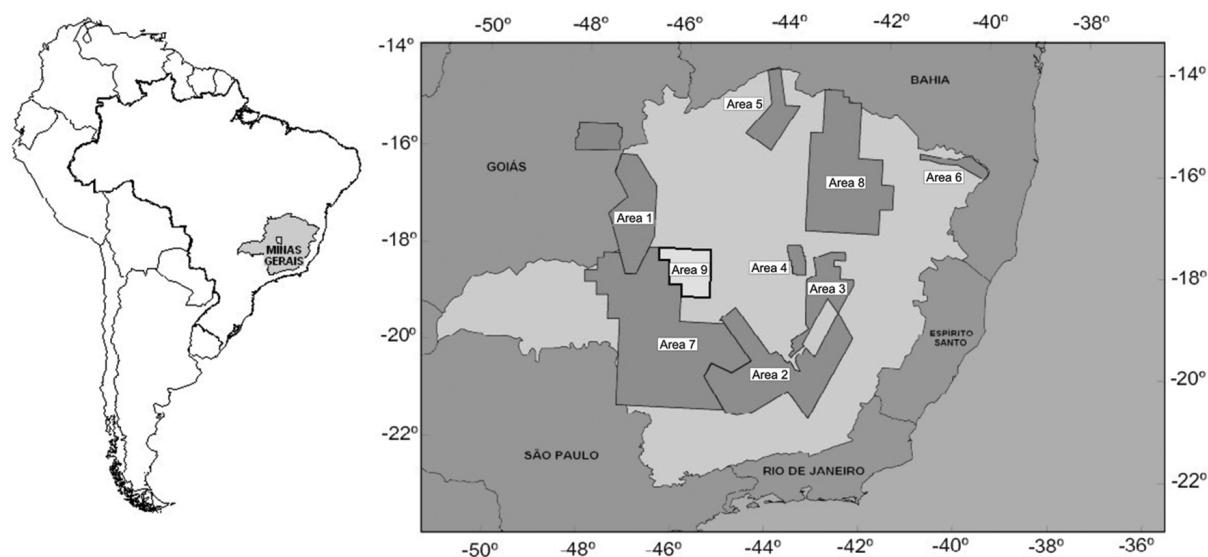 MINAS
GERAIS
-50º
-48º
-46º
-44º
-42º
-40º
-38º
-14º
-16º
-18º
-20º
-22º
BAHIA
GOIÁS
Area 5
Area 6
Area 8
Area 1
Area 9
Area 4
Area 3
Area 7
Area 2
ESPÍRITO
SANTO
SÃO PAULO
RIO DE JANEIRO
-14º
-16º
-18º
-20º
-22º
-50º
-48º
-46º
-44º
-42º
-40º
-38º
-36º